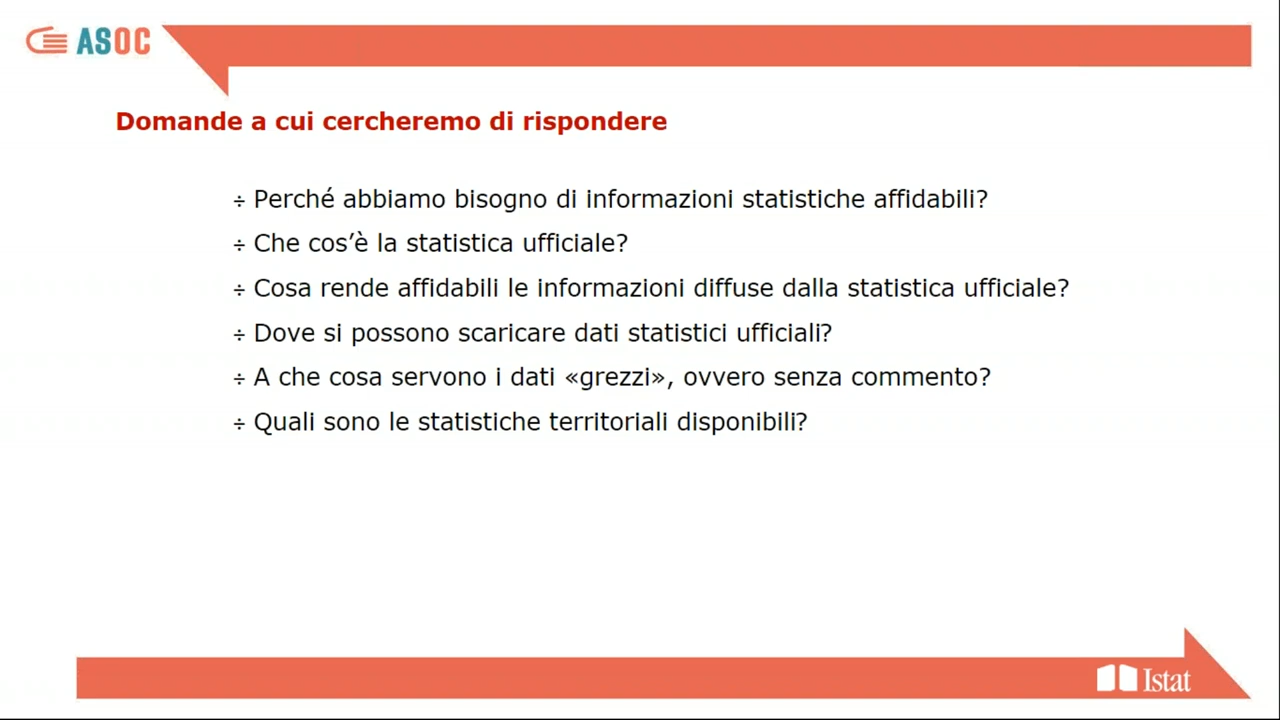 ASOC
Domande a cui cercheremo di rispondere
÷ Perché abbiamo bisogno di informazioni statistiche affidabili?
÷ Che cos’è la statistica ufficiale?
÷ Cosa rende affidabili le informazioni diffuse dalla statistica ufficiale?
÷ Dove si possono scaricare dati statistici ufficiali?
÷ A che cosa servono i dati «grezzi», ovvero senza commento?
÷ Quali sono le statistiche territoriali disponibili?
Istat